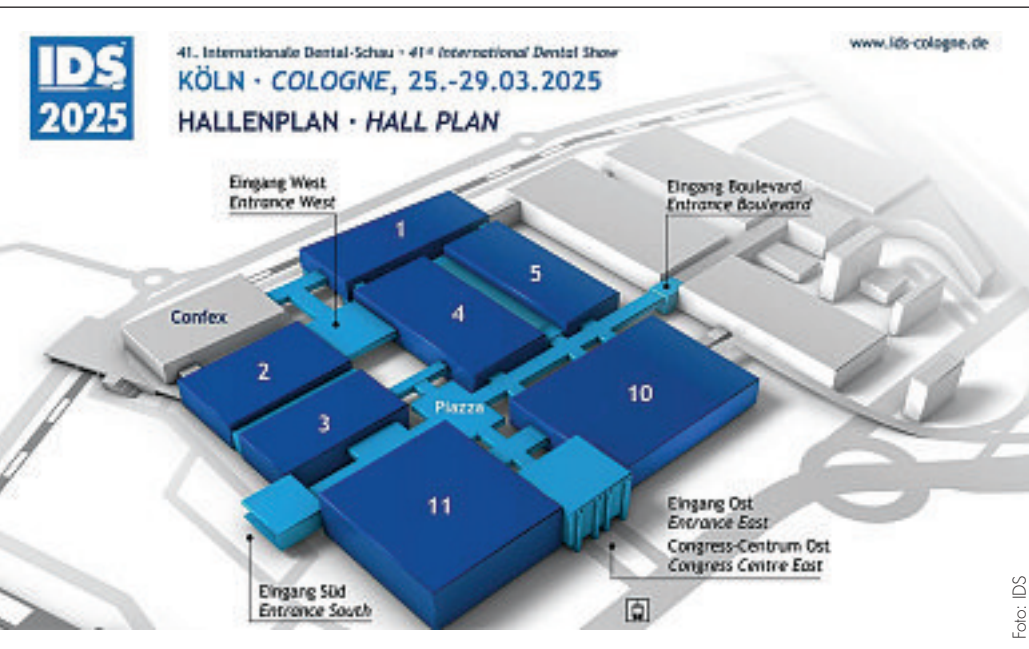 IDS
2025
41. Internationale Dental-Schau · 41st International Dental Show
KÖLN · COLOGNE, 25.-29.03.2025
HALLENPLAN · HALL PLAN
www.ids-cologne.de
Eingang West
Entrance West
Eingang Boulevard
Entrance Boulevard
1
5
4
Confex
2
3
10
Piazza
11
Eingang Ost
Entrance East
Congress-Centrum Ost
Congress Centre East
Eingang Süd
Entrance South
Foto: IDS